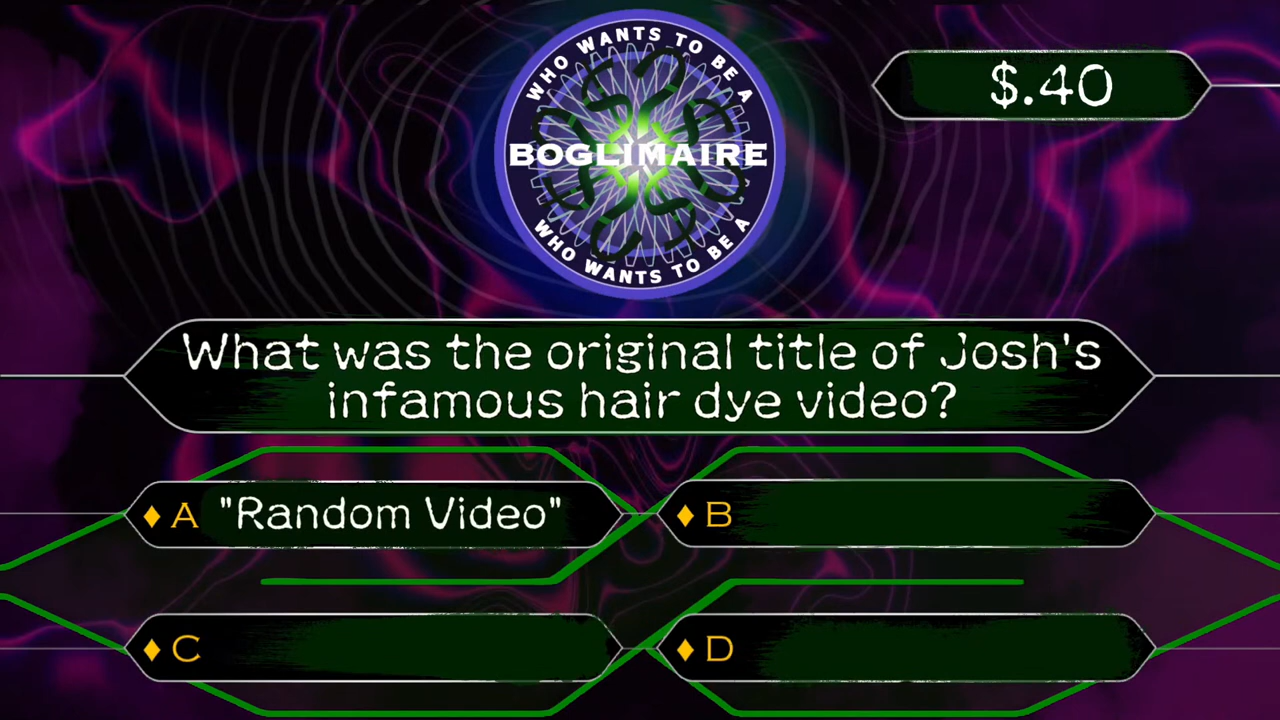 WHO WANTS TO BE A
BOGLIMAIRE
WHO WANTS TO BE A
$.40
What was the original title of Josh's
infamous hair dye video?
A "Random Video"
B
C
D